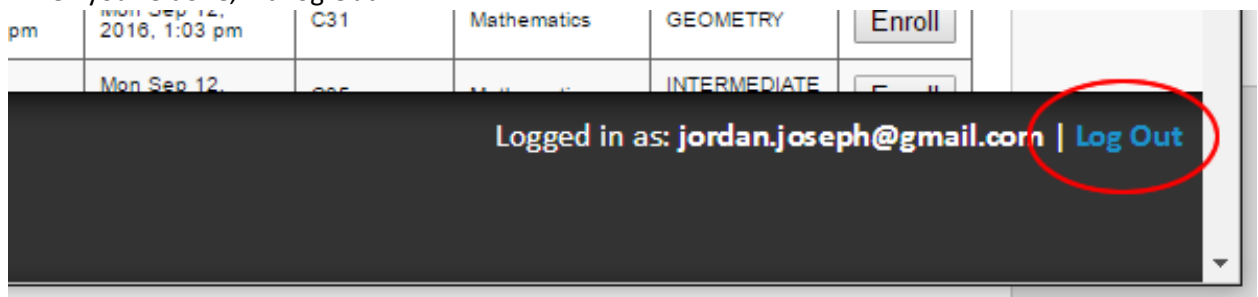 pm Mon Sep 12, 2016, 1:03 pm C31 Mathematics GEOMETRY Enroll
Mon Sep 12, INTERMEDIATE
Logged in as: jordan.joseph@gmail.com | Log Out